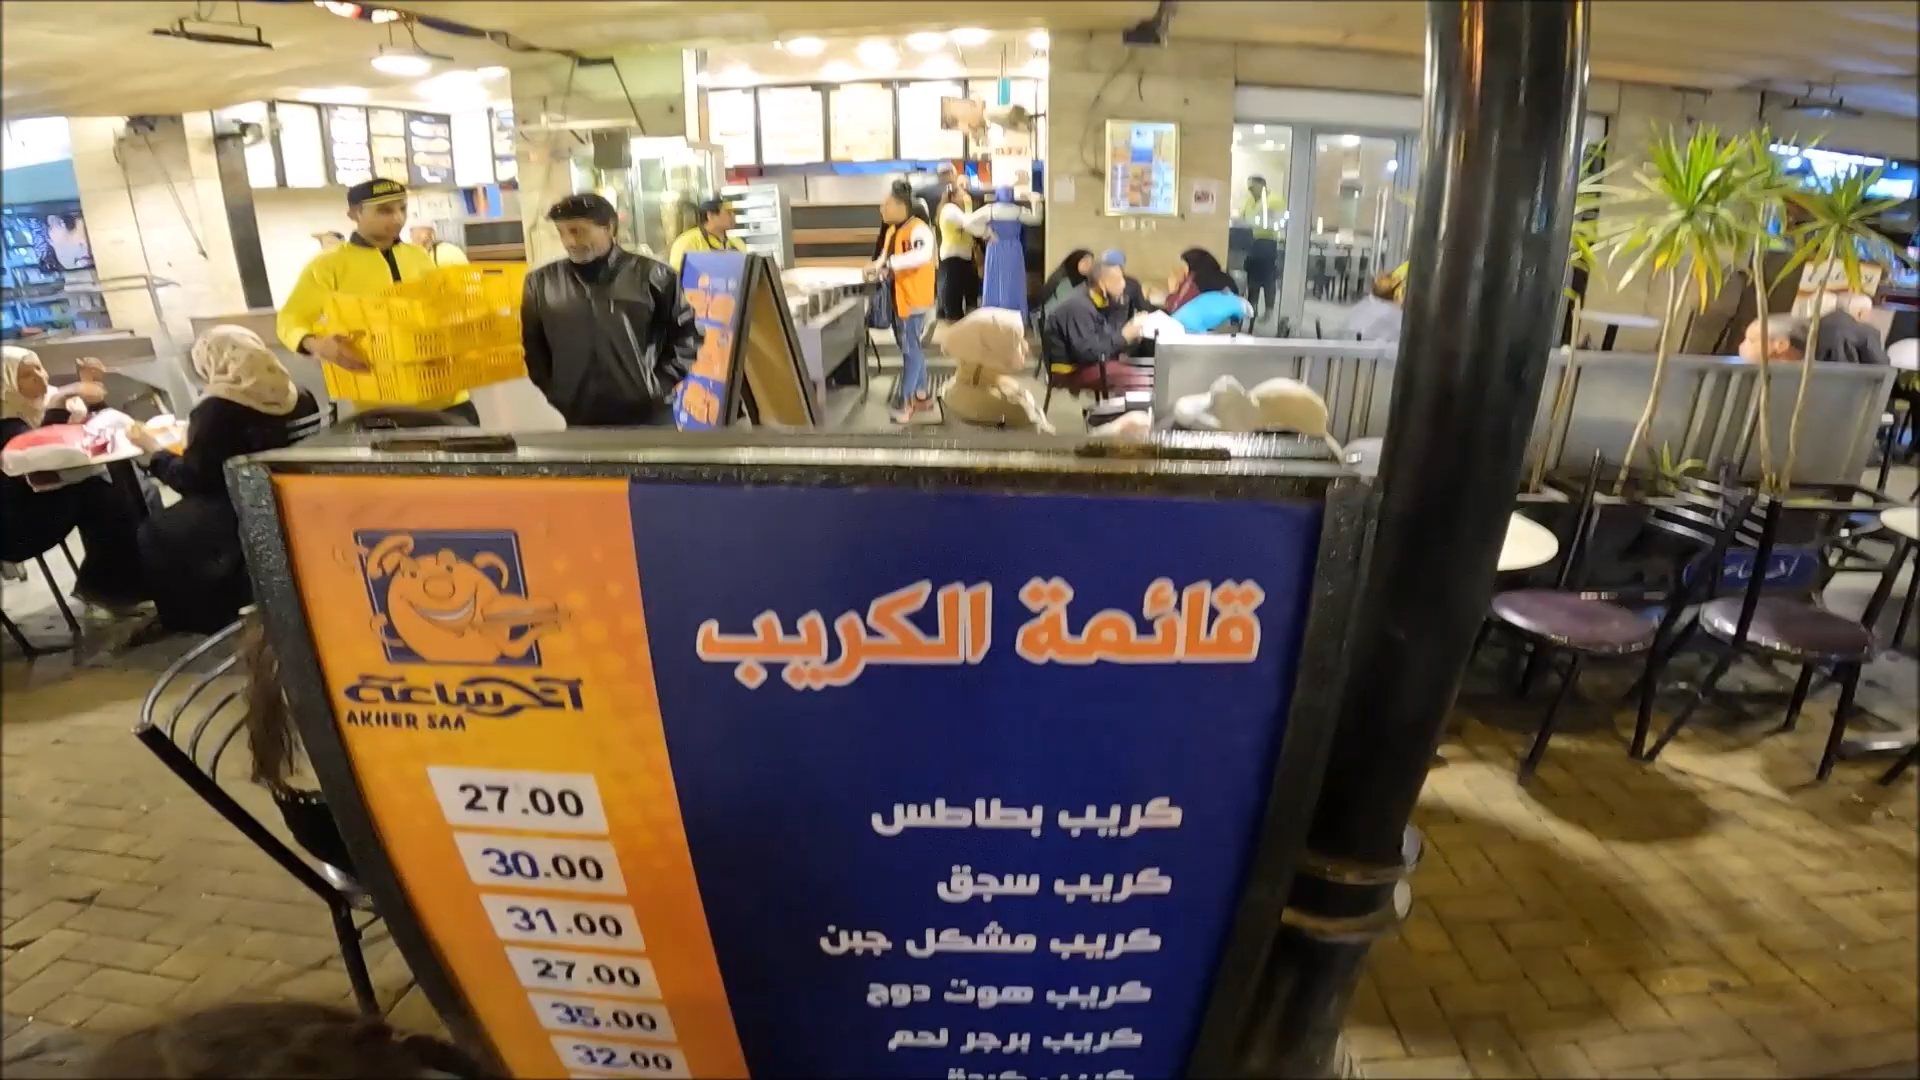 قائمة الكريب
آخر ساعة
AKHER SAA
كريب بطاطس 27.00
كريب سجق 30.00
كريب مشكل جبن 31.00
كريب هوت دوج 27.00
كريب برجر لحم 35.00
32.00